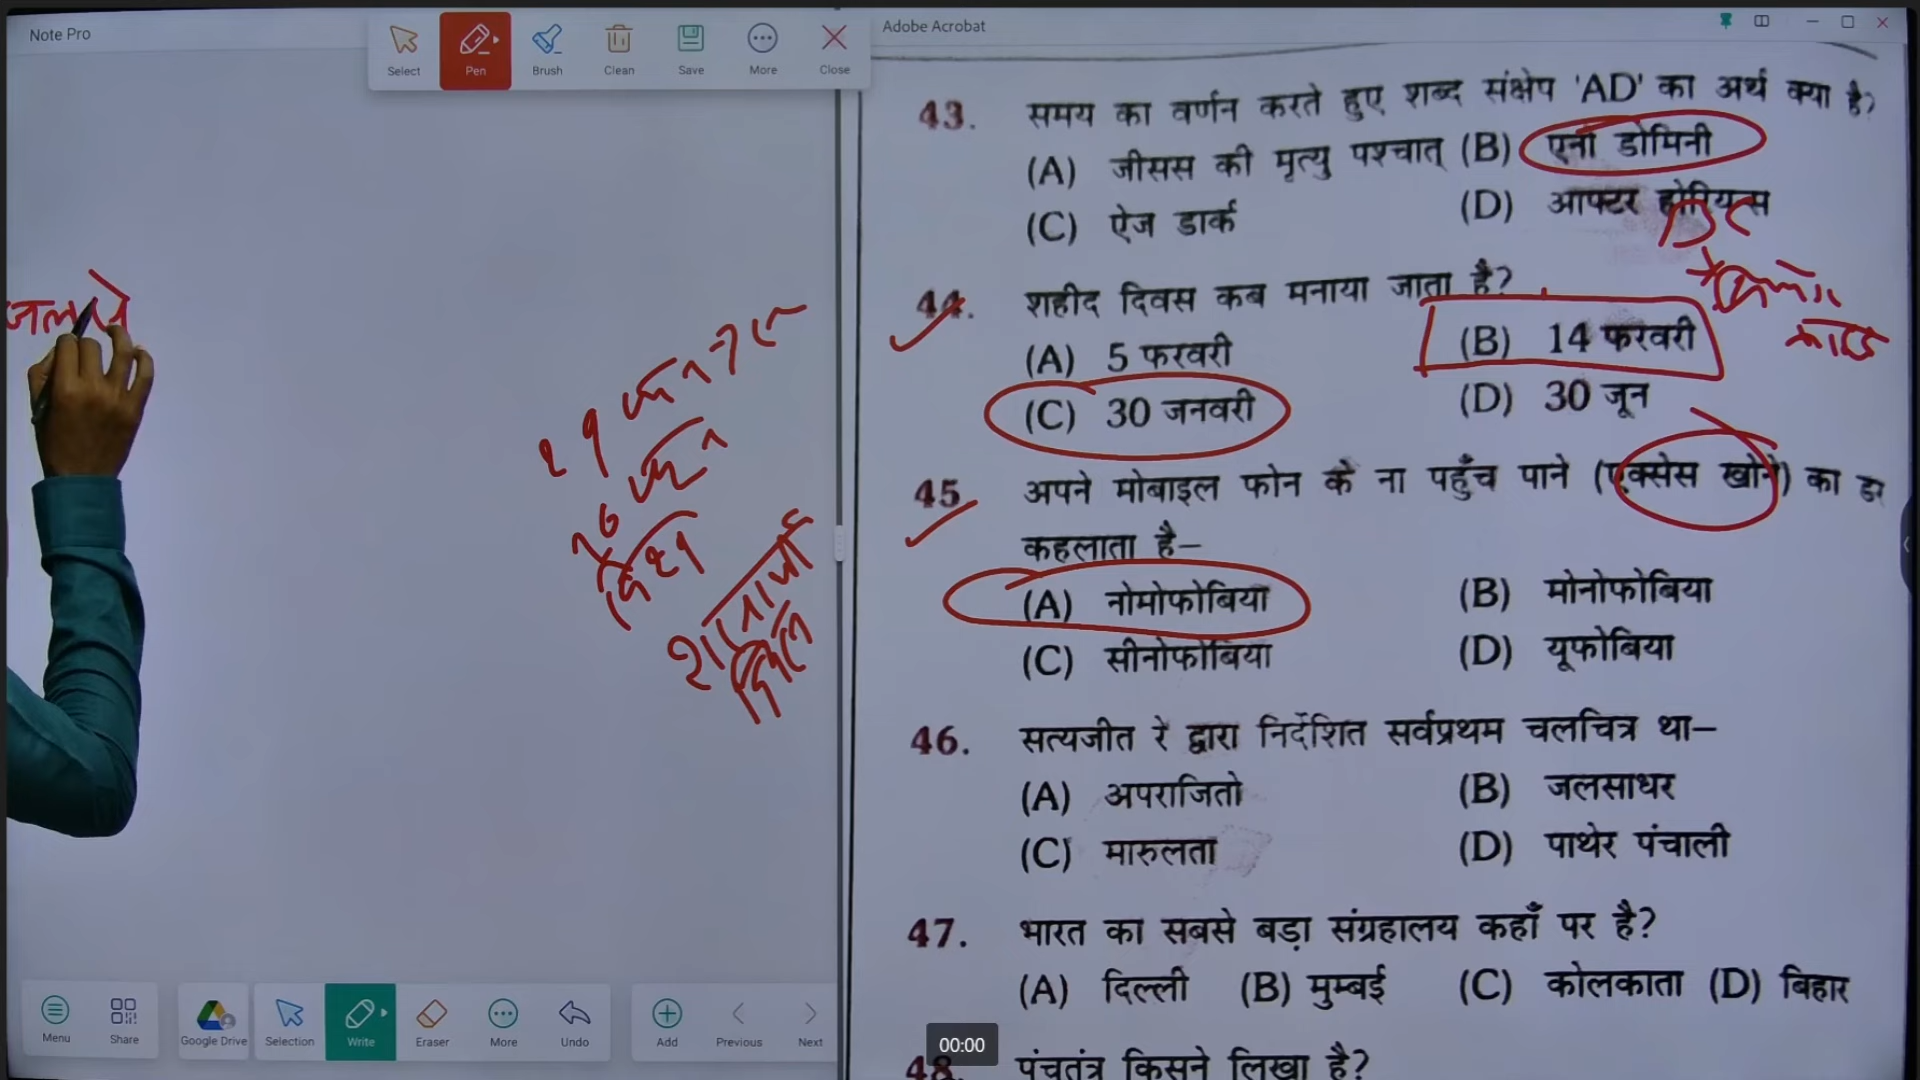 Note Pro
Select
Pen
Brush
Clean
Save
More
Close
Adobe Acrobat
43. समय का वर्णन करते हुए शब्द संक्षेप 'AD' का अर्थ क्या है?
(A) जीसस की मृत्यु पश्चात् (B) एनो डोमिनी
(C) ऐज डार्क (D) आफ्टर होरियत्स
44. शहीद दिवस कब मनाया जाता है?
(A) 5 फरवरी (B) 14 फरवरी
(C) 30 जनवरी (D) 30 जून
45. अपने मोबाइल फोन के ना पहुँच पाने (एक्सेस खोने) का डर
कहलाता है–
(A) नोमोफोबिया (B) मोनोफोबिया
(C) सीनोफोबिया (D) यूफोबिया
46. सत्यजीत रे द्वारा निर्देशित सर्वप्रथम चलचित्र था–
(A) अपराजितो (B) जलसाधर
(C) मारुलता (D) पाथेर पंचाली
47. भारत का सबसे बड़ा संग्रहालय कहाँ पर है?
(A) दिल्ली (B) मुम्बई (C) कोलकाता (D) बिहार
48. पंचतंत्र किसने लिखा है?
Menu
Share
Google Drive
Selection
Write
Eraser
More
Undo
Add
Previous
Next
00:00